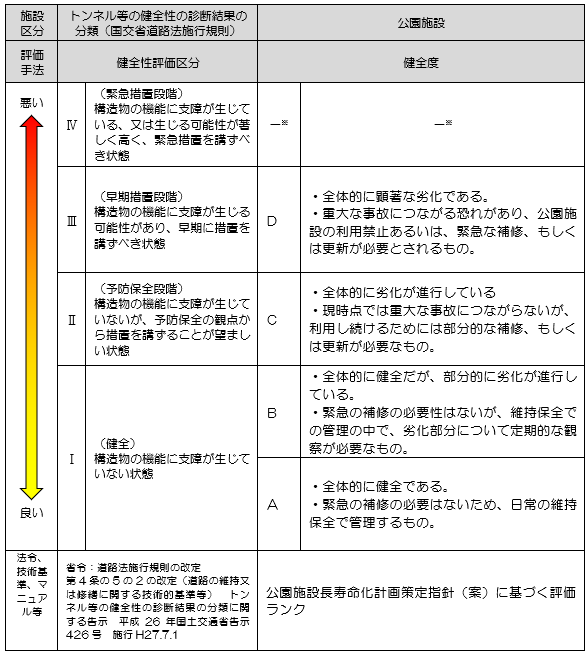 施設
区分
トンネル等の健全性の診断結果の
分類（国交省道路法施行規則）
公園施設
評価
手法
健全性評価区分
健全度
悪い
Ⅳ
（緊急措置段階）
構造物の機能に支障が生じて
いる、又は生じる可能性が著
しく高く、緊急措置を講ずべ
き状態
ー※
ー※
Ⅲ
（早期措置段階）
構造物の機能に支障が生じる
可能性があり、早期に措置を
講ずべき状態
D
・全体的に顕著な劣化である。
・重大な事故につながる恐れがあり、公園施
設の利用禁止あるいは、緊急な補修、もしく
は更新が必要とされるもの。
Ⅱ
（予防保全段階）
構造物の機能に支障が生じて
いないが、予防保全の観点か
ら措置を講ずることが望まし
い状態
C
・全体的に劣化が進行している
・現時点では重大な事故につながらないが、
利用し続けるためには部分的な補修、もしく
は更新が必要なもの。
Ⅰ
（健全）
構造物の機能に支障が生じて
いない状態
B
・全体的に健全だが、部分的に劣化が進行し
ている。
・緊急の補修の必要性はないが、維持保全で
の管理の中で、劣化部分について定期的な観
察が必要なもの。
A
・全体的に健全である。
・緊急の補修の必要はないため、日常の維持
保全で管理するもの。
良い
法令、
技術基
準、マ
ニュア
ル等
省令：道路法施行規則の改定
第４条の５の２の改定（道路の維持又
は修繕に関する技術的基準等）　トン
ネル等の健全性の診断結果の分類に関
する告示　平成 26 年国土交通省告示
426号　施行H27.7.1
公園施設長寿命化計画策定指針（案）に基づく評価
ランク